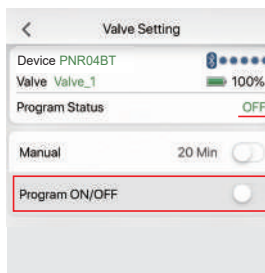 Valve Setting
Device PNR04BT
Valve Valve_1 100%
Program Status OFF
Manual 20 Min
Program ON/OFF